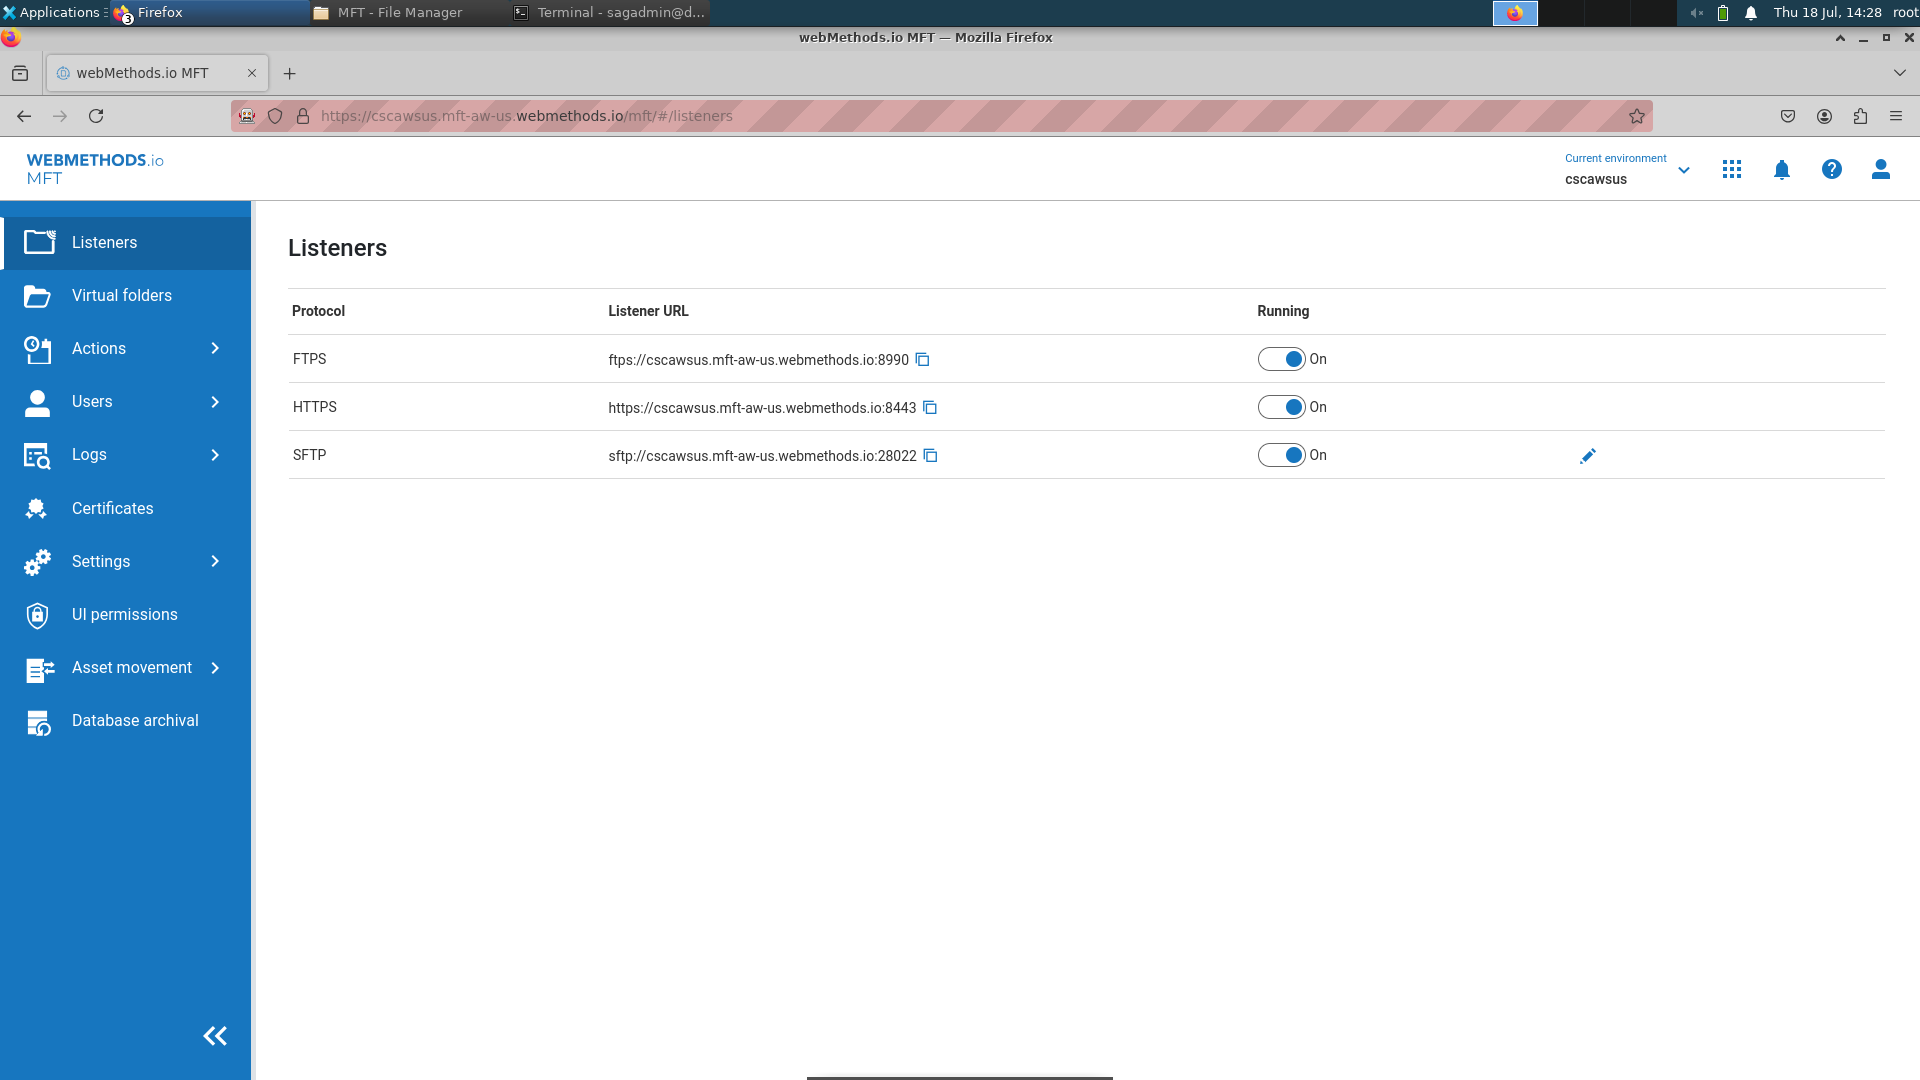 Applications Firefox MFT - File Manager Terminal - sagadmin@d... Thu 18 Jul, 14:28 root
3
webMethods.io MFT — Mozilla Firefox
webMethods.io MFT
https://cscawsus.mft-aw-us.webmethods.io/mft/#/listeners
WEBMETHODS.io
MFT
Current environment
cscawsus
Listeners
Virtual folders
Actions
Users
Logs
Certificates
Settings
UI permissions
Asset movement
Database archival
Listeners
Protocol Listener URL Running
FTPS ftps://cscawsus.mft-aw-us.webmethods.io:8990 On
HTTPS https://cscawsus.mft-aw-us.webmethods.io:8443 On
SFTP sftp://cscawsus.mft-aw-us.webmethods.io:28022 On